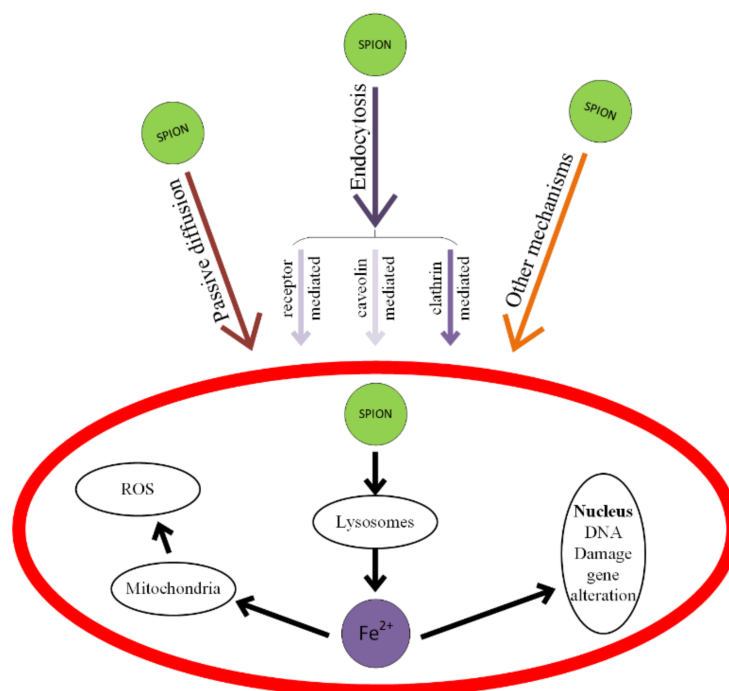 SPION
SPION
SPION
Passive diffusion
Endocytosis
Other mechanisms
receptor
mediated
caveolin
mediated
clathrin
mediated
SPION
ROS
Lysosomes
Nucleus
DNA
Damage
gene
alteration
Mitochondria
Fe²⁺